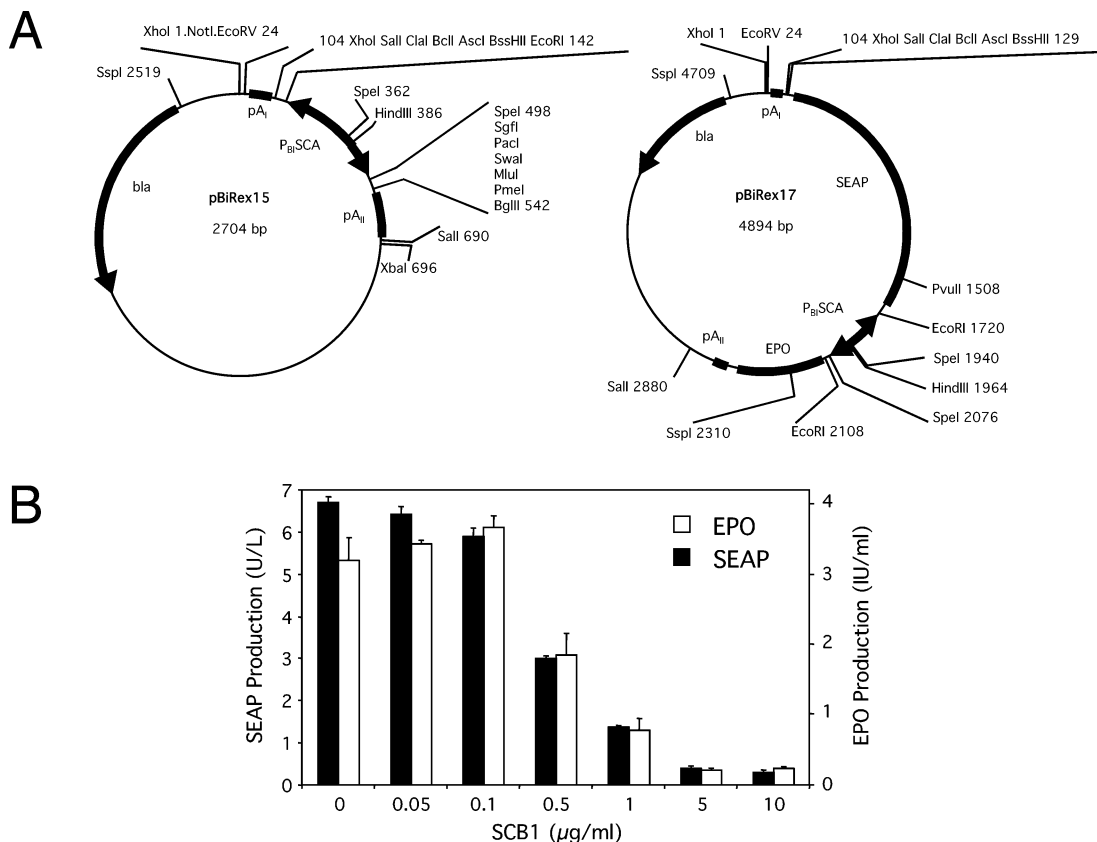 A
XhoI 1.NotI.EcoRV 24
104 XhoI SalI ClaI BclI AscI BssHII EcoRI 142
SspI 2519
pAI
SpeI 362
HindIII 386
PBISCA
SpeI 498
SgfI
PacI
SwaI
MluI
PmeI
BglII 542
bla
pBiRex15
2704 bp
pAII
SalI 690
XbaI 696
XhoI 1
EcoRV 24
104 XhoI SalI ClaI BclI AscI BssHII 129
SspI 4709
pAI
bla
SEAP
pBiRex17
4894 bp
PvuII 1508
PBISCA
EcoRI 1720
pAII
EPO
SpeI 1940
SalI 2880
HindIII 1964
SpeI 2076
SspI 2310
EcoRI 2108
B
SEAP Production (U/L)
7
6
5
4
3
2
1
0
EPO
SEAP
4
3
2
1
0
EPO Production (IU/ml)
0 0.05 0.1 0.5 1 5 10
SCB1 (µg/ml)